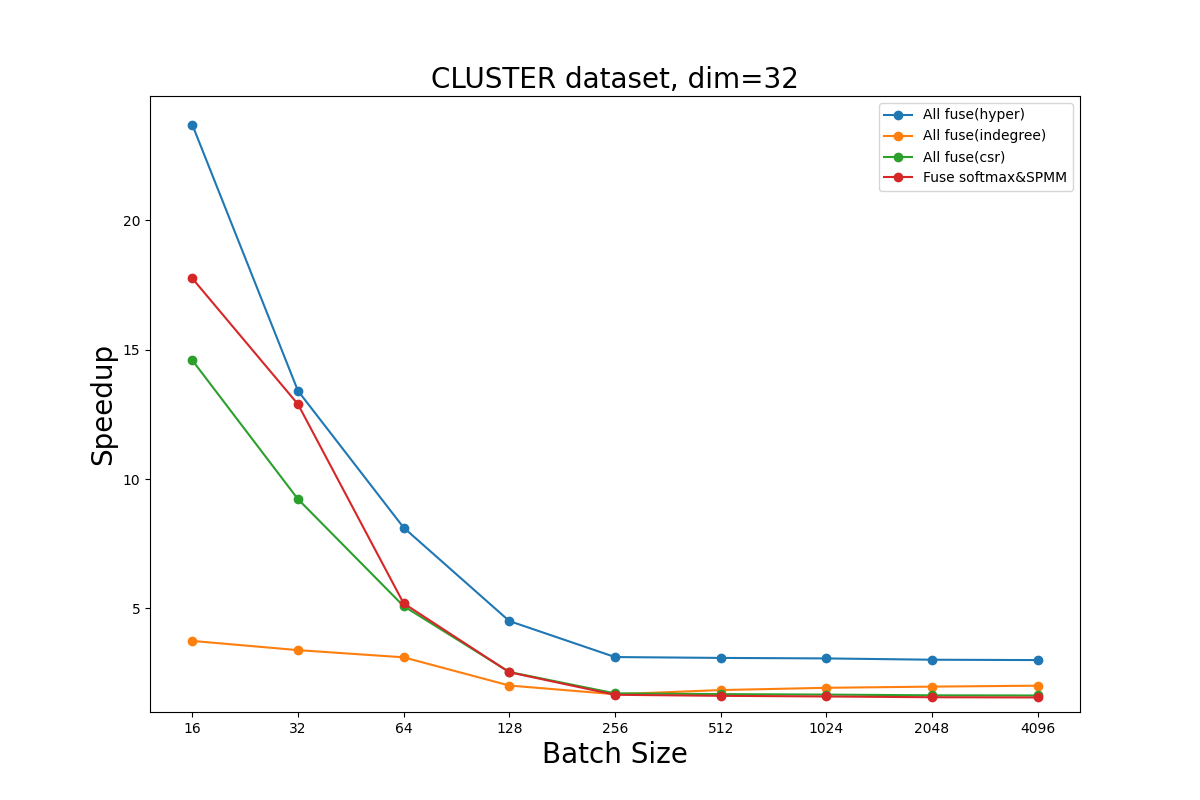 CLUSTER dataset, dim=32
All fuse(hyper)
All fuse(indegree)
All fuse(csr)
Fuse softmax&SPMM
Speedup
20
15
10
5
16 32 64 128 256 512 1024 2048 4096
Batch Size